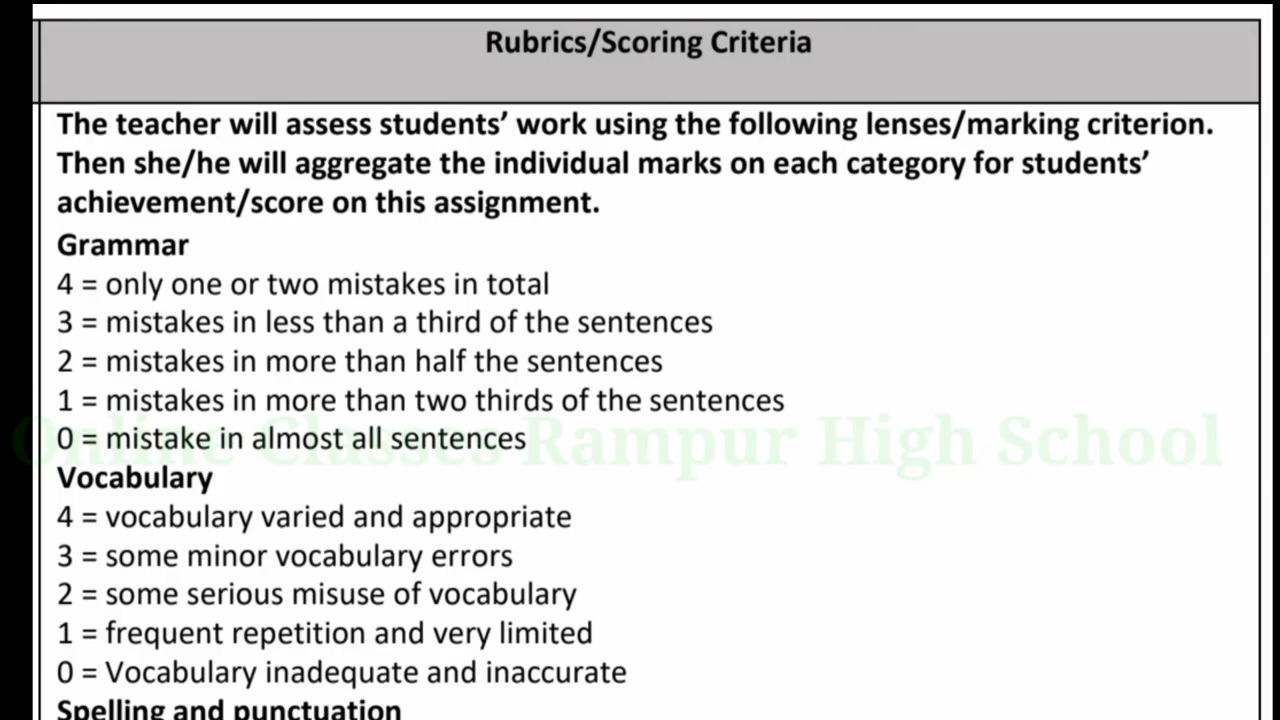 Rubrics/Scoring Criteria
The teacher will assess students’ work using the following lenses/marking criterion.
Then she/he will aggregate the individual marks on each category for students’
achievement/score on this assignment.
Grammar
4 = only one or two mistakes in total
3 = mistakes in less than a third of the sentences
2 = mistakes in more than half the sentences
1 = mistakes in more than two thirds of the sentences
0 = mistake in almost all sentences
Online Classes Rampur High School
Vocabulary
4 = vocabulary varied and appropriate
3 = some minor vocabulary errors
2 = some serious misuse of vocabulary
1 = frequent repetition and very limited
0 = Vocabulary inadequate and inaccurate
Spelling and punctuation